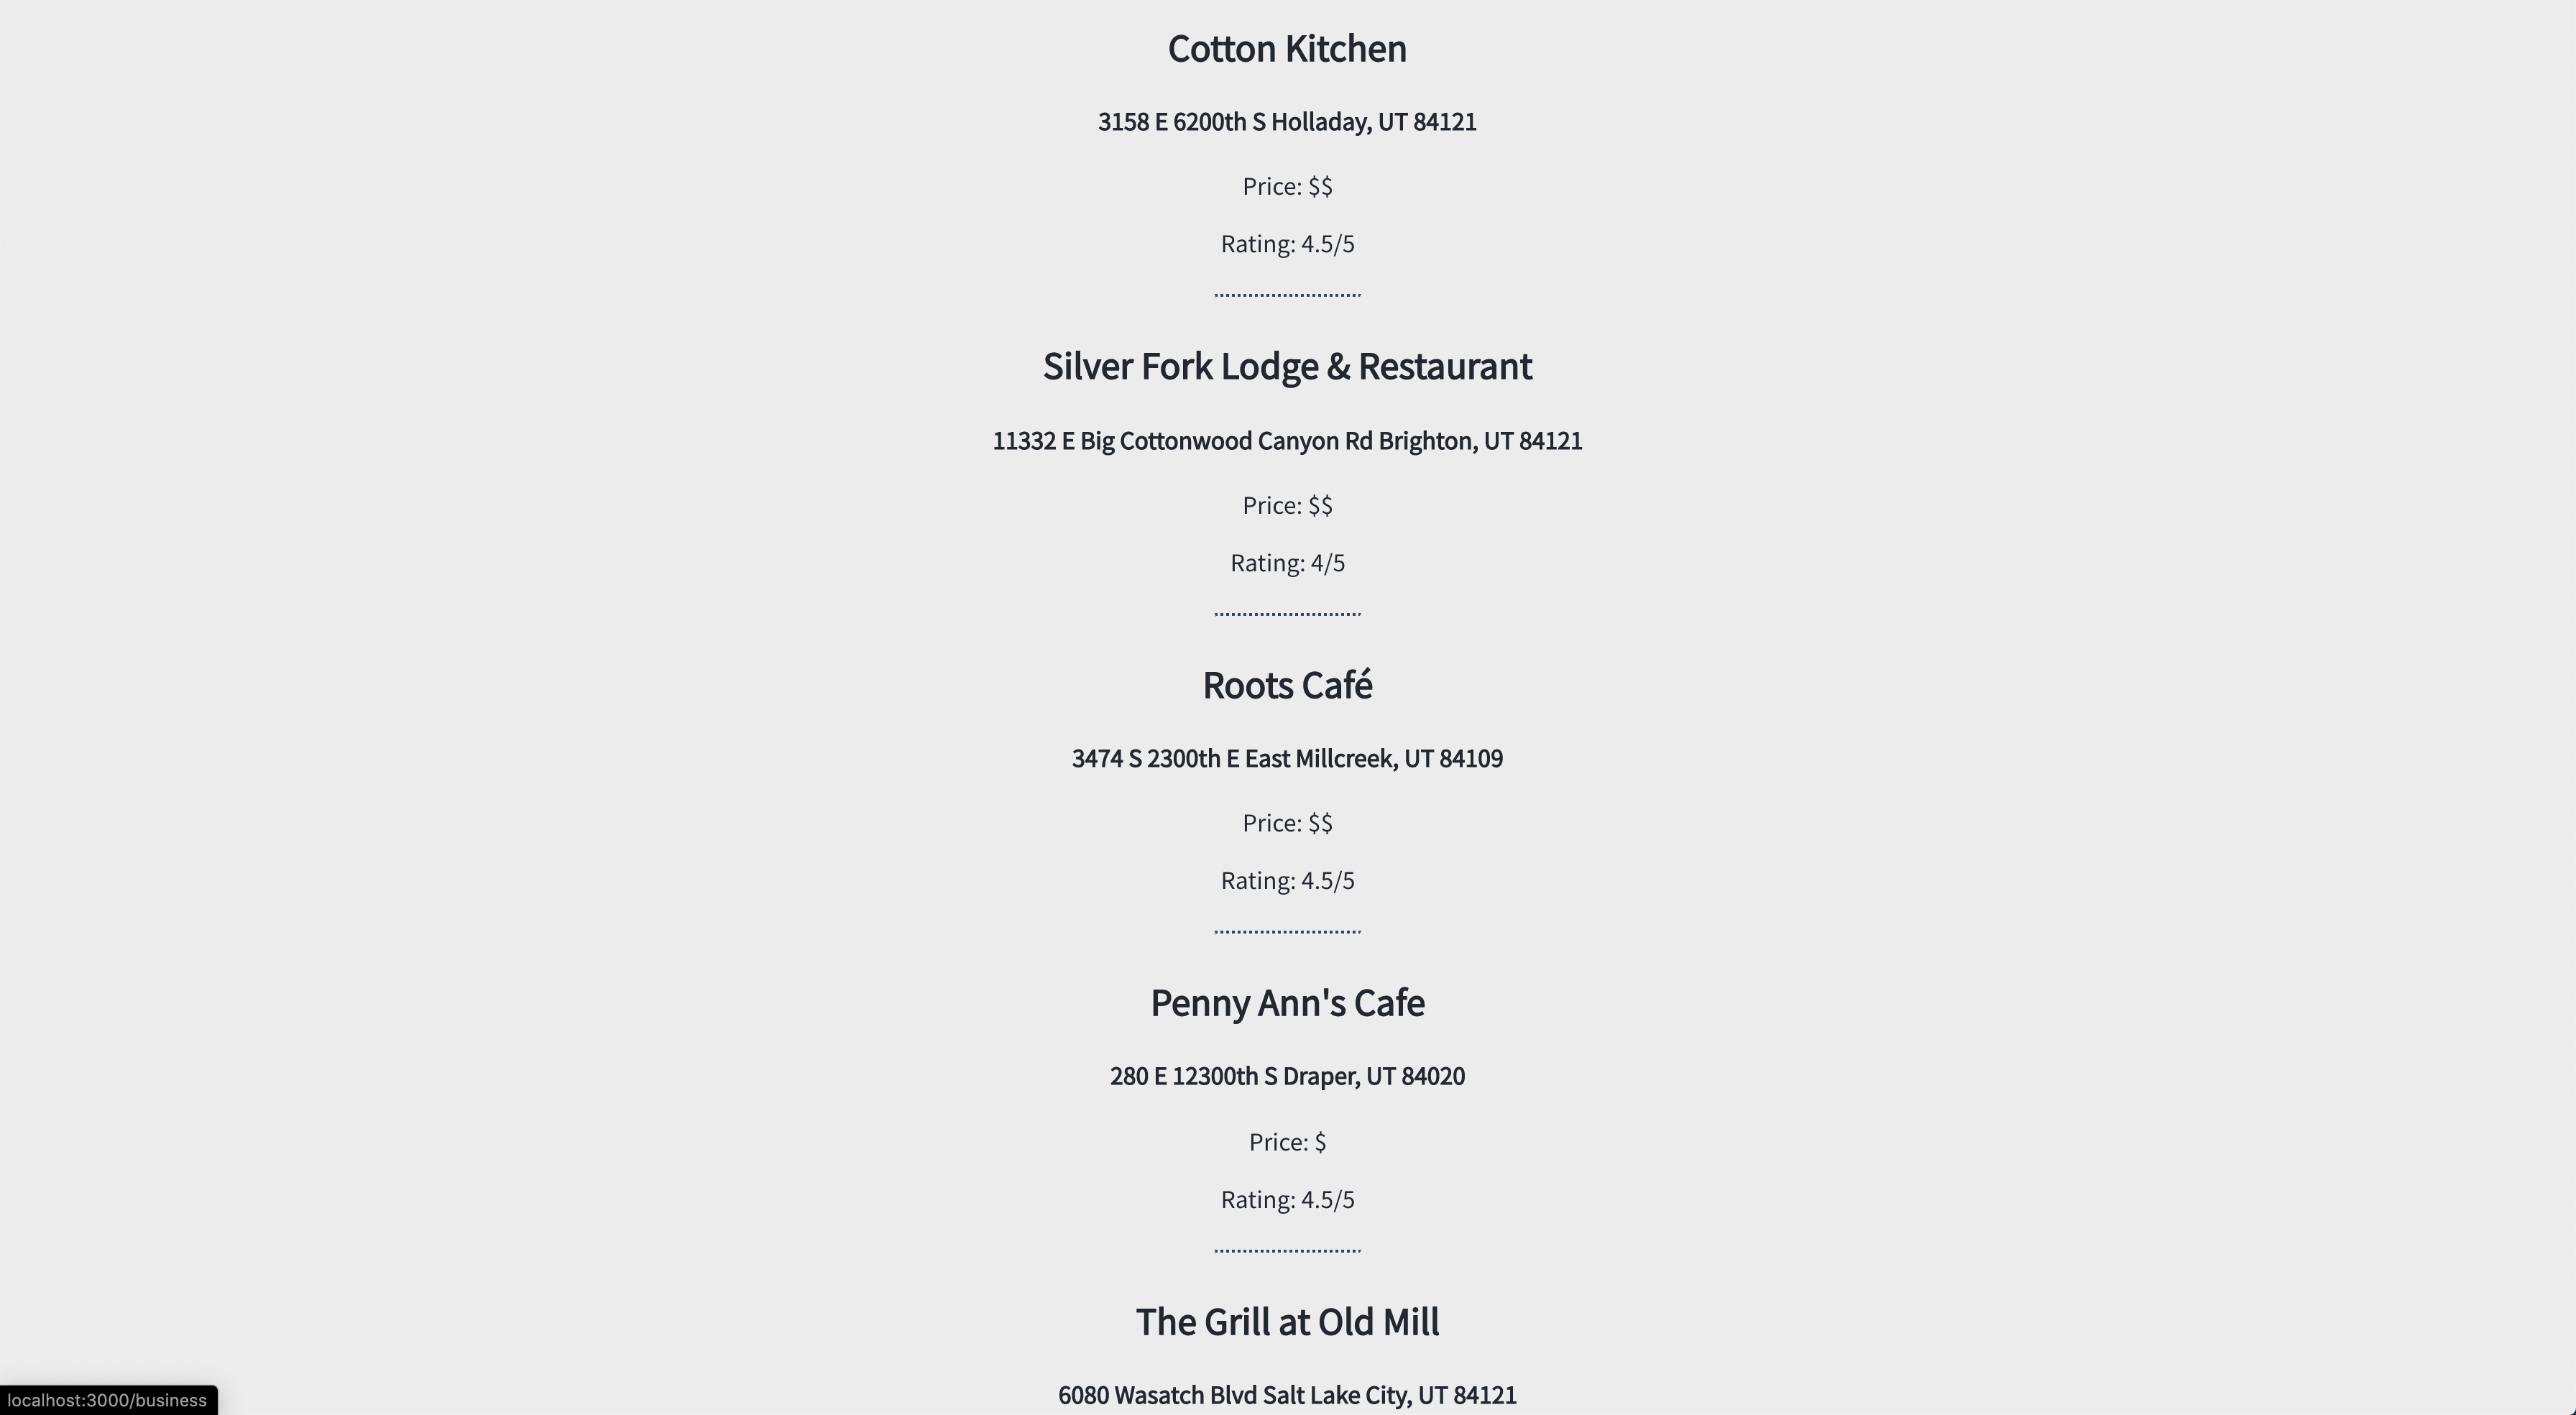 Cotton Kitchen
3158 E 6200th S Holladay, UT 84121
Price: $$
Rating: 4.5/5
Silver Fork Lodge & Restaurant
11332 E Big Cottonwood Canyon Rd Brighton, UT 84121
Price: $$
Rating: 4/5
Roots Café
3474 S 2300th E East Millcreek, UT 84109
Price: $$
Rating: 4.5/5
Penny Ann's Cafe
280 E 12300th S Draper, UT 84020
Price: $
Rating: 4.5/5
The Grill at Old Mill
6080 Wasatch Blvd Salt Lake City, UT 84121
localhost:3000/business